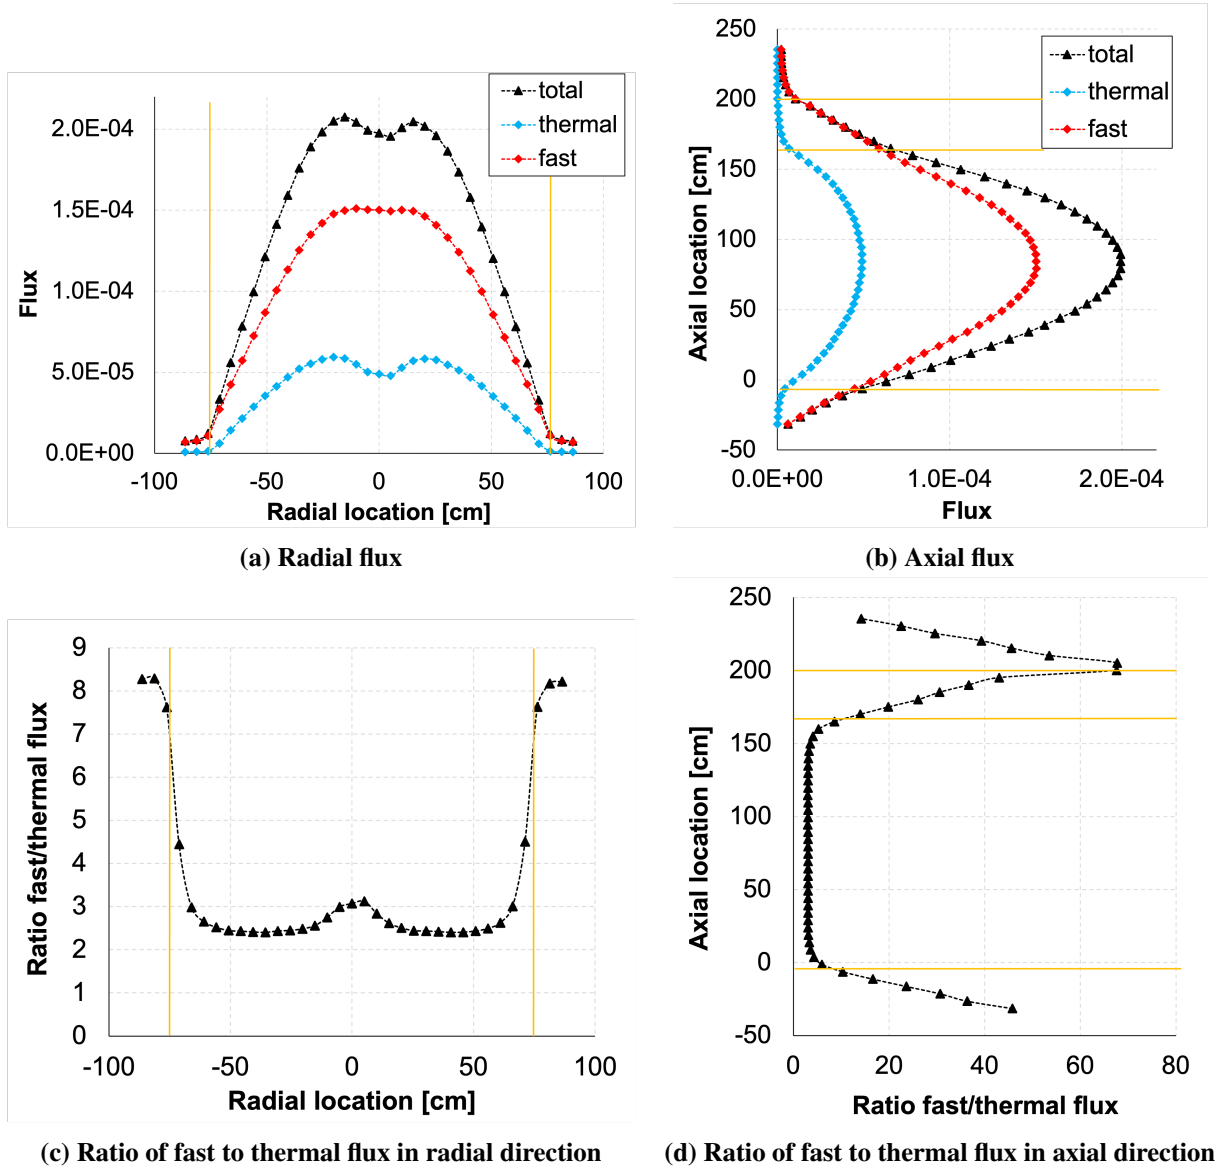 total
thermal
fast
2.0E-04
1.5E-04
1.0E-04
5.0E-05
0.0E+00
Flux
-100
-50
0
50
100
Radial location [cm]
(a) Radial flux
250
200
150
100
50
0
-50
Axial location [cm]
total
thermal
fast
0.0E+00
1.0E-04
2.0E-04
Flux
(b) Axial flux
9
8
7
6
5
4
3
2
1
0
Ratio fast/thermal flux
-100
-50
0
50
100
Radial location [cm]
(c) Ratio of fast to thermal flux in radial direction
250
200
150
100
50
0
-50
Axial location [cm]
0
20
40
60
80
Ratio fast/thermal flux
(d) Ratio of fast to thermal flux in axial direction